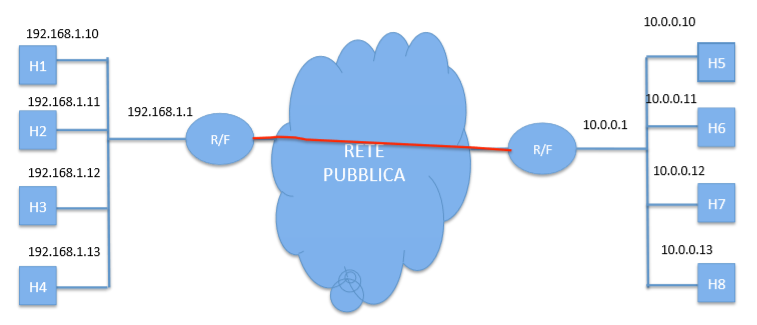 192.168.1.10
H1
192.168.1.11
H2
192.168.1.12
H3
192.168.1.13
H4
192.168.1.1
R/F
RETE
PUBBLICA
R/F
10.0.0.1
10.0.0.10
H5
10.0.0.11
H6
10.0.0.12
H7
10.0.0.13
H8